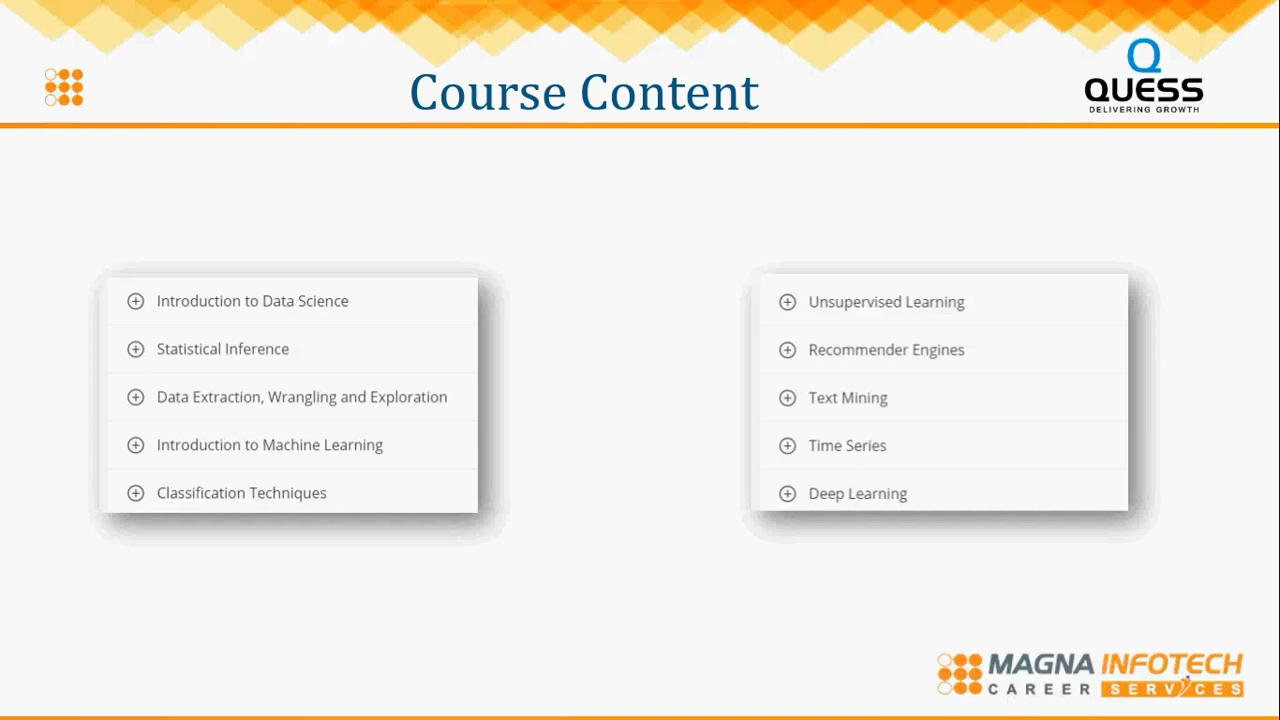 Course Content
QUESS
DELIVERING GROWTH
Introduction to Data Science
Statistical Inference
Data Extraction, Wrangling and Exploration
Introduction to Machine Learning
Classification Techniques
Unsupervised Learning
Recommender Engines
Text Mining
Time Series
Deep Learning
MAGNA INFOTECH
CAREER SERVICES